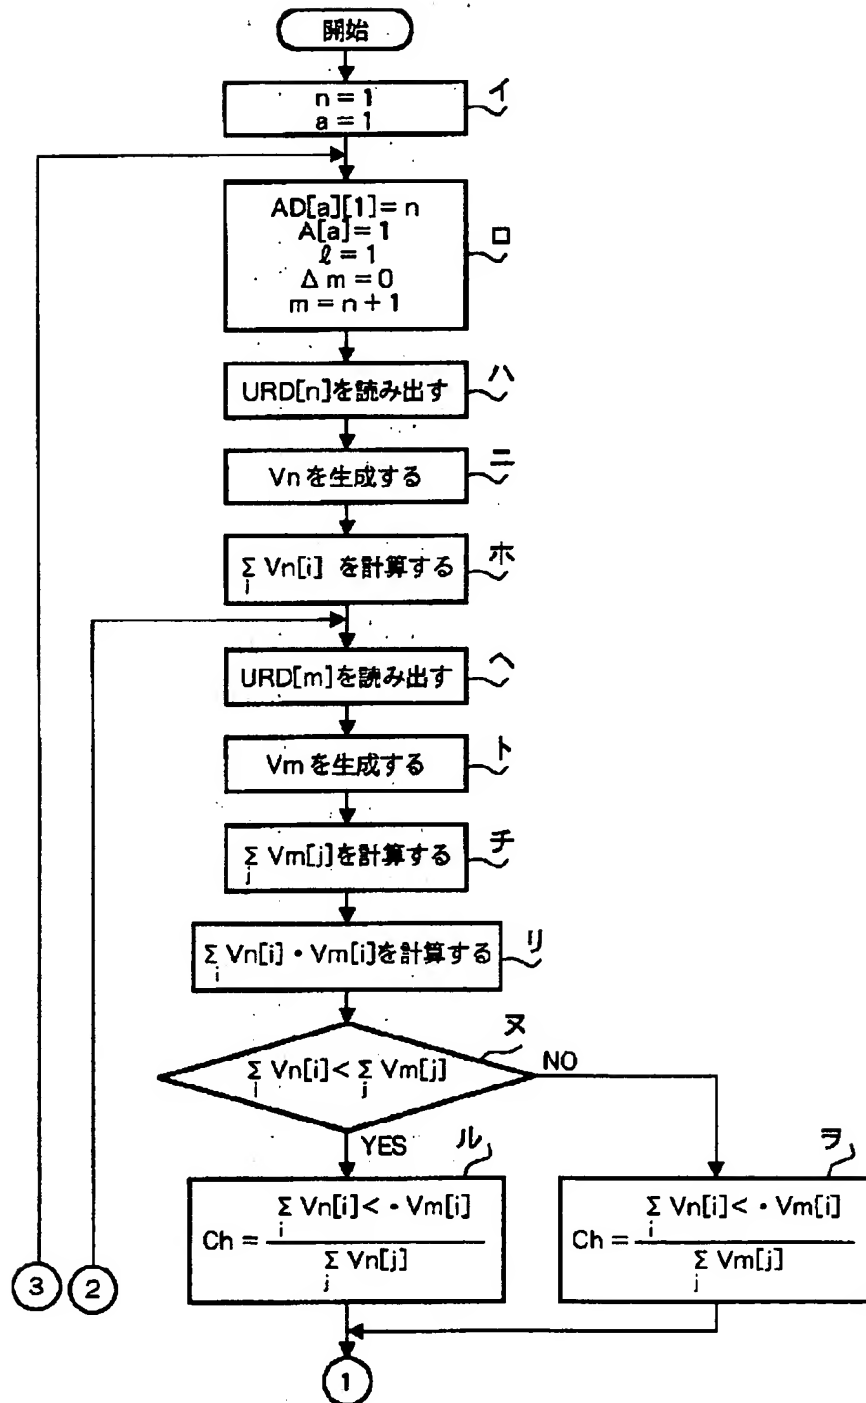 開始
n = 1
a = 1
イ
AD[a][1] = n
A[a] = 1
ℓ = 1
Δm = 0
m = n + 1
ロ
URD[n]を読み出す
ハ
Vnを生成する
ニ
Σ Vn[i] を計算する
i
ホ
URD[m]を読み出す
ヘ
Vmを生成する
ト
Σ Vm[j]を計算する
j
チ
Σ Vn[i]・Vm[i]を計算する
i
リ
Σ Vn[i] < Σ Vm[j]
i j
ヌ
NO
YES
ル
Ch = Σ Vn[i] < ・Vm[i]
i
Σ Vn[j]
j
ヲ
Ch = Σ Vn[i] < ・Vm[i]
i
Σ Vm[j]
j
3
2
1